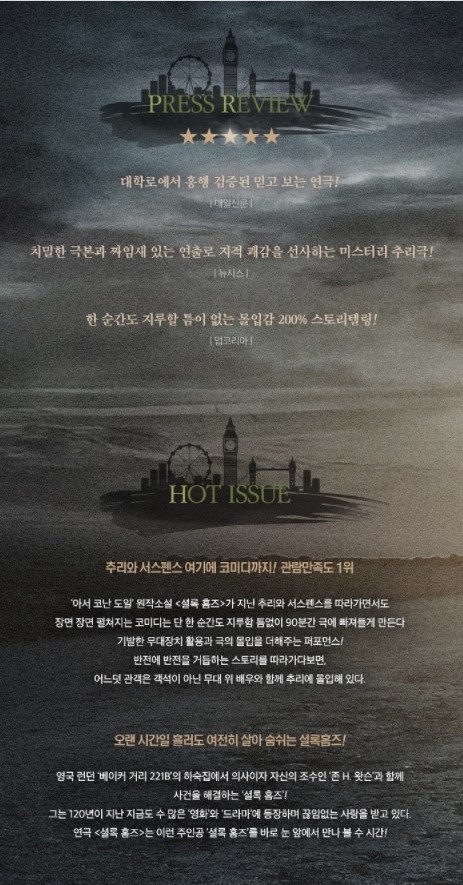 PRESS REVIEW
대학로에서 흥행 검증된 믿고 보는 연극!
| 매일신문 |
치밀한 극본과 짜임새 있는 연출로 지적 쾌감을 선사하는 미스터리 추리극!
| 뉴시스 |
한 순간도 지루할 틈이 없는 몰입감 200% 스토리텔링!
| 업코리아 |
HOT ISSUE
추리와 서스펜스 여기에 코미디까지! 관람만족도 1위
'아서 코난 도일' 원작소설 <셜록 홈즈>가 지닌 추리와 서스펜스를 따라가면서도
장면 장면 펼쳐지는 코미디는 단 한 순간도 지루할 틈없이 90분간 극에 빠져들게 만든다
기발한 무대장치 활용과 극의 몰입을 더해주는 퍼포먼스!
반전에 반전을 거듭하는 스토리를 따라가다보면,
어느덧 관객은 객석이 아닌 무대 위 배우와 함께 추리에 몰입해 있다.
오랜 시간일 흘러도 여전히 살아 숨쉬는 셜록홈즈!
영국 런던 '베이커 거리 221B'의 하숙집에서 의사이자 자신의 조수인 '존 H. 왓슨'과 함께
사건을 해결하는 '셜록 홈즈'!
그는 120년이 지난 지금도 수 많은 '영화'와 '드라마'에 등장하며 끊임없는 사랑을 받고 있다.
연극 <셜록 홈즈>는 이런 주인공 '셜록 홈즈'를 바로 눈 앞에서 만나 볼 수 시간!